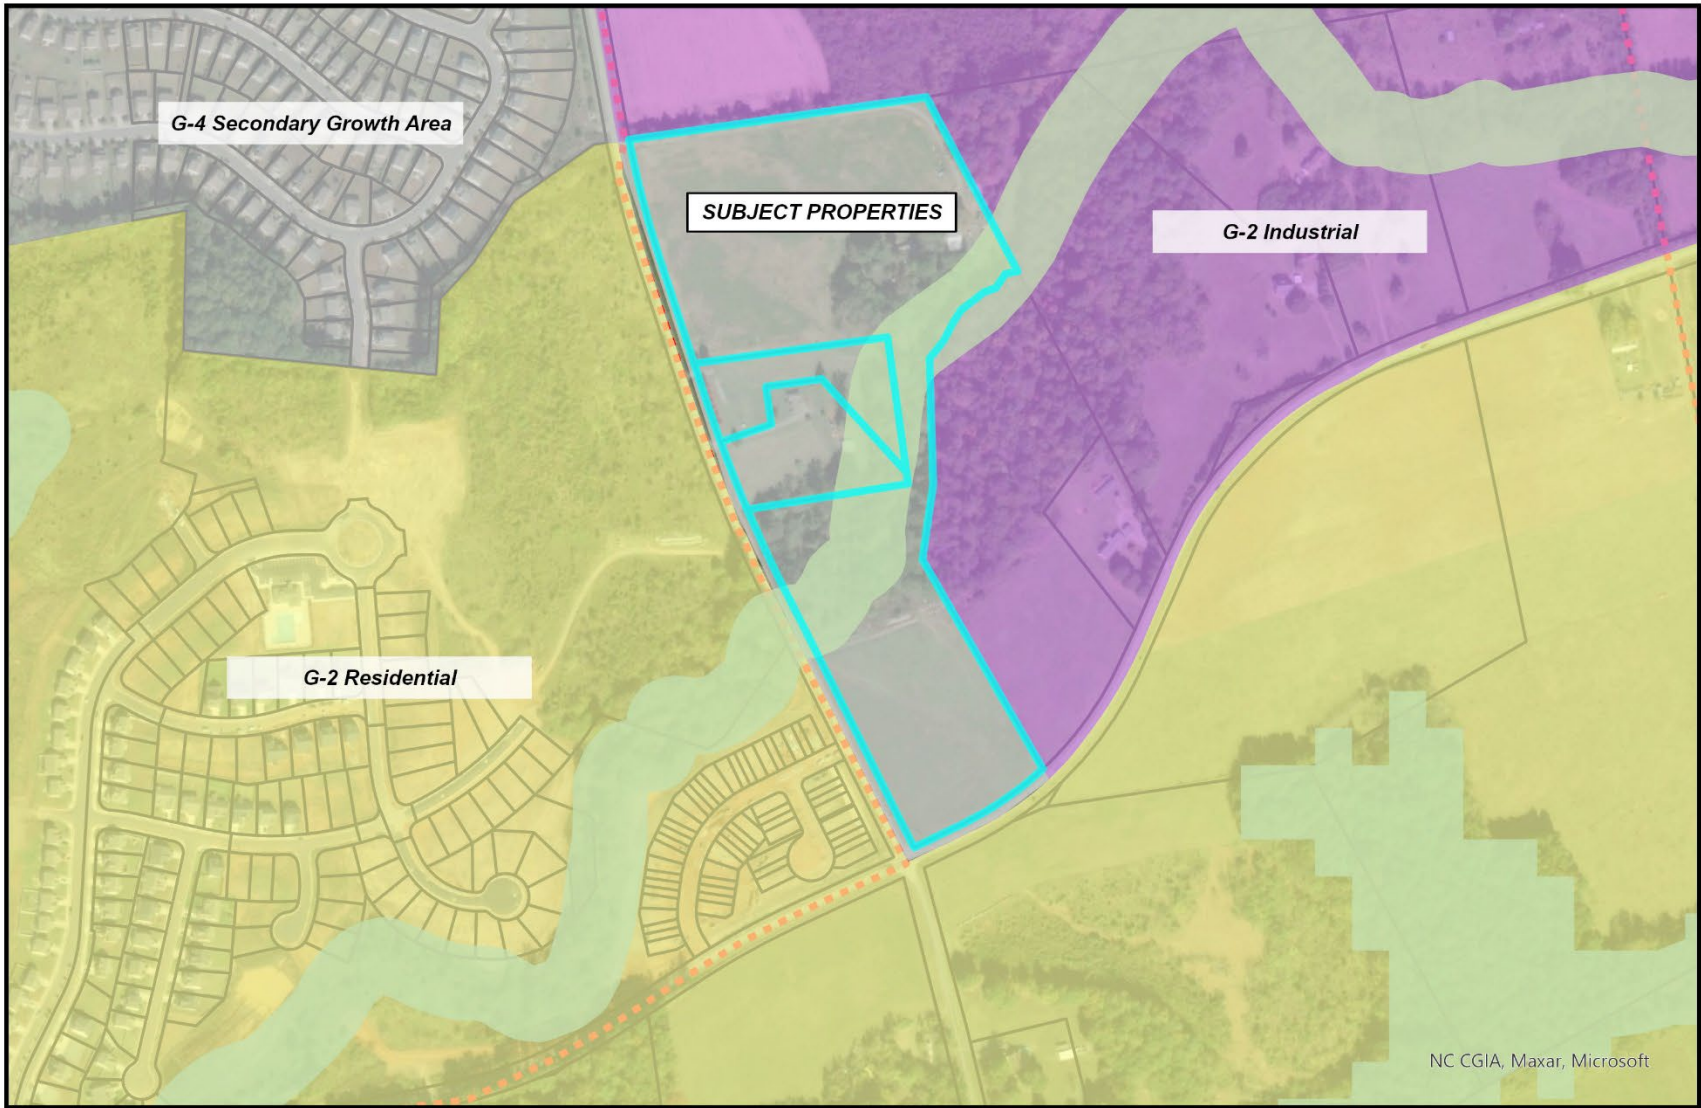 G-4 Secondary Growth Area
SUBJECT PROPERTIES
G-2 Industrial
G-2 Residential
NC CGIA, Maxar, Microsoft